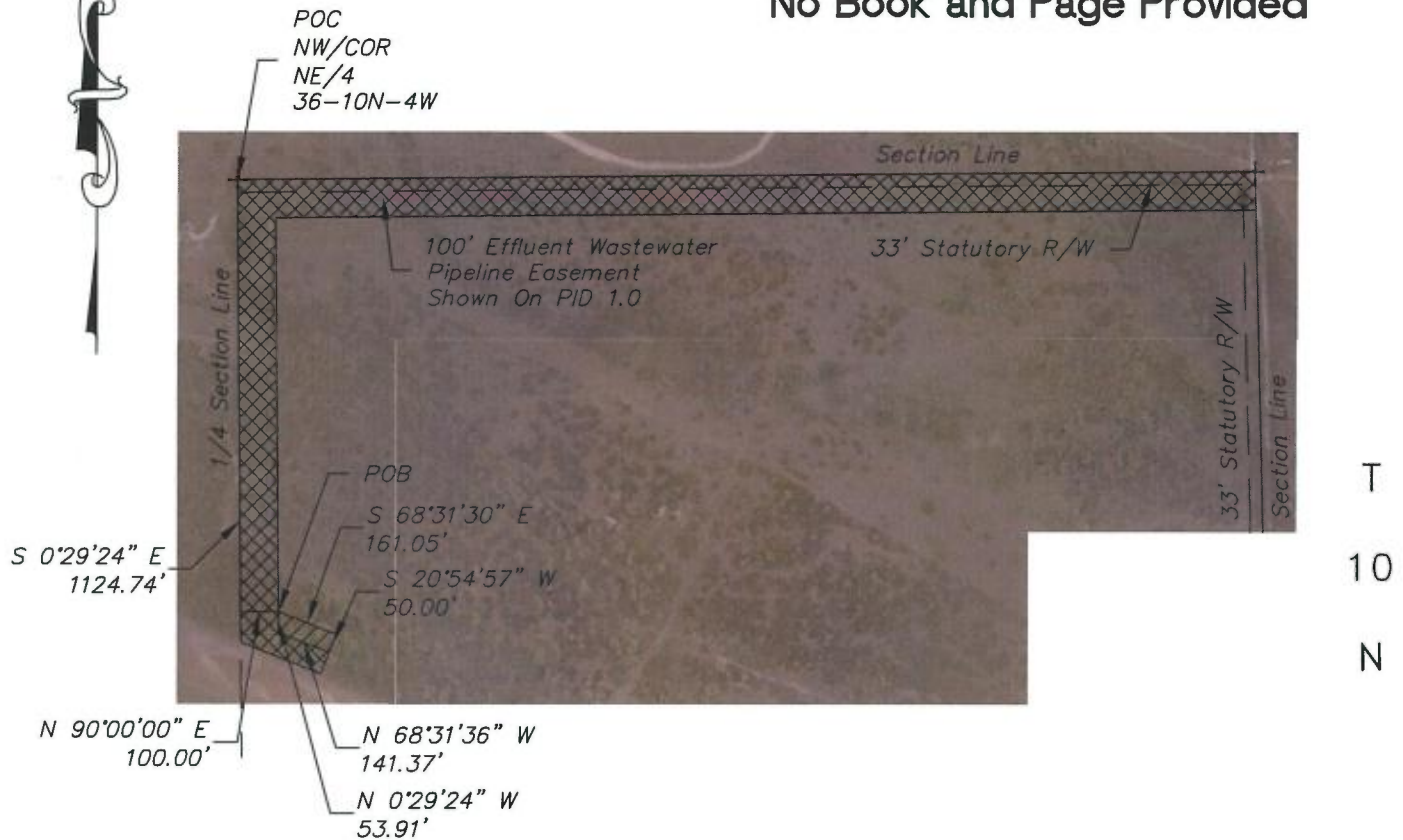 No Book and Page Provided
POC
NW/COR
NE/4
36-10N-4W
Section Line
100' Effluent Wastewater
Pipeline Easement
Shown On PID 1.0
33' Statutory R/W
1/4 Section Line
33' Statutory R/W
Section Line
T
10
N
POB
S 68°31'30" E
161.05'
S 20°54'57" W
50.00'
S 0°29'24" E
1124.74'
N 90°00'00" E
100.00'
N 68°31'36" W
141.37'
N 0°29'24" W
53.91'